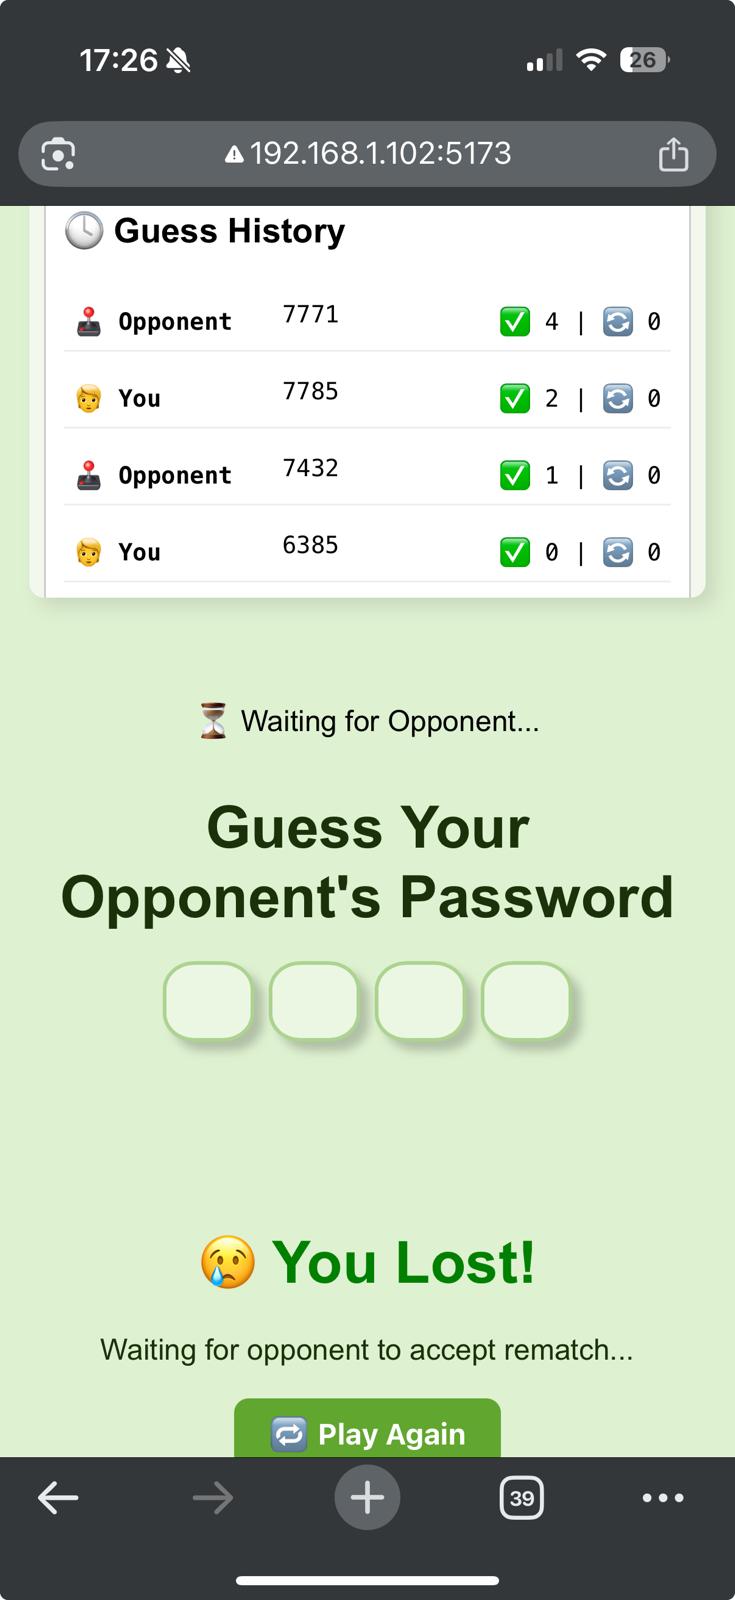 17:26
26
192.168.1.102:5173
Guess History
Opponent 7771 4 | 0
You 7785 2 | 0
Opponent 7432 1 | 0
You 6385 0 | 0
Waiting for Opponent...
Guess Your
Opponent's Password
You Lost!
Waiting for opponent to accept rematch...
Play Again
39